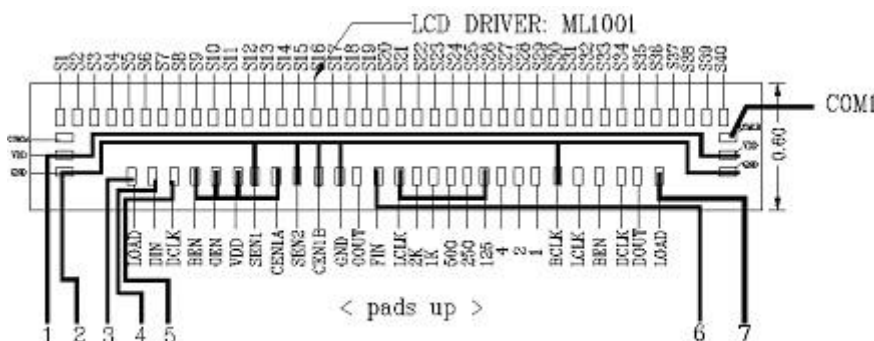 LCD DRIVER: ML1001
S1 S2 S3 S4 S5 S6 S7 S8 S9 S10 S11 S12 S13 S14 S15 S16 S17 S18 S19 S20 S21 S22 S23 S24 S25 S26 S27 S28 S29 S30 S31 S32 S33 S34 S35 S36 S37 S38 S39 S40
COM1
VDD VDD
GND GND
0.60
LOAD DIN DCLK BEN OEN VDD SEN1 CEN1A SEN2 CEN1B GND OOUT FIN LCLK 2K 1K 500 250 125 4 2 1 BCLK LCLK BEN DCLK DOUT LOAD
< pads up >
1 2 3 4 5 6 7